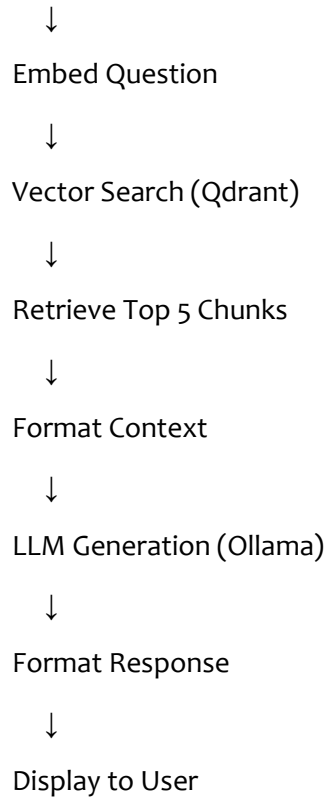 ↓
Embed Question
↓
Vector Search (Qdrant)
↓
Retrieve Top 5 Chunks
↓
Format Context
↓
LLM Generation (Ollama)
↓
Format Response
↓
Display to User